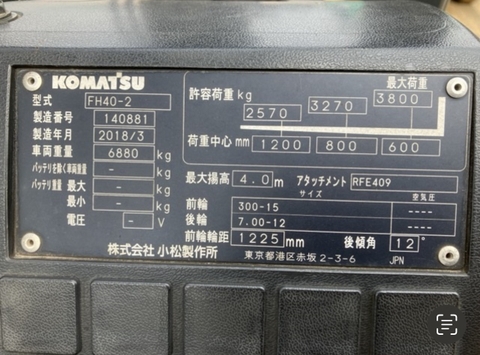 KOMATSU
型式 FH40-2
製造番号 140881
製造年月 2018/3
車両重量 6880 kg
バッテリを除く車両重量 - kg
バッテリ重量 最大 - kg
最小 - kg
電圧 - V
株式会社 小松製作所
許容荷重 kg 最大荷重
2570 3270 3800
荷重中心 mm 1200 800 600
最大揚高 4.0 m アタッチメント RFE409
サイズ 空気圧
前輪 300-15 ----
後輪 7.00-12 ----
前輪輪距 1225 mm 後傾角 12°
東京都港区赤坂2-3-6 JPN